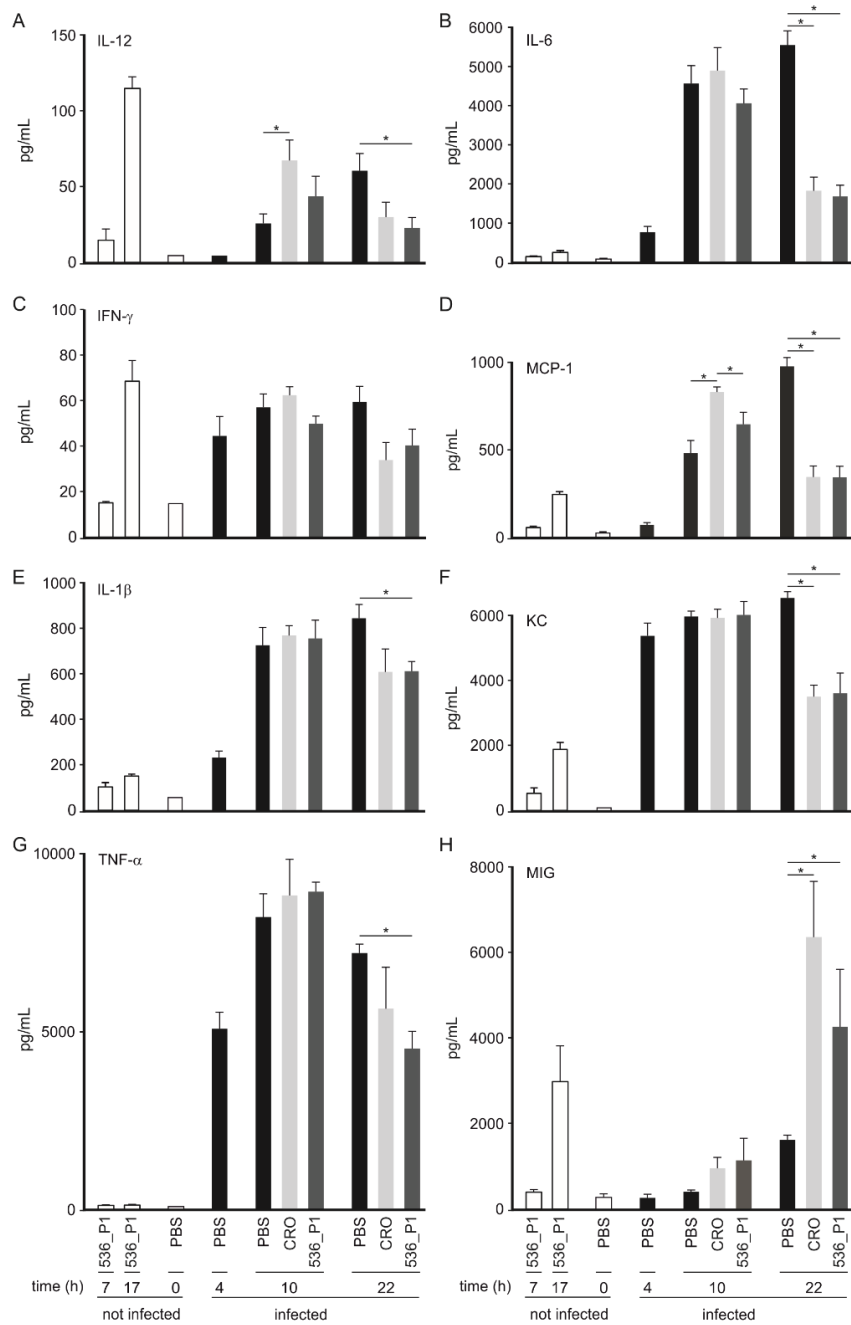 A
IL-12
150
100
50
0
pg/mL
*
*
B
IL-6
6000
5000
4000
3000
2000
1000
0
pg/mL
*
*
C
IFN-γ
100
80
60
40
20
0
pg/mL
D
MCP-1
1000
500
0
pg/mL
*
*
*
*
E
IL-1β
1000
800
600
400
200
0
pg/mL
*
F
KC
6000
4000
2000
0
pg/mL
*
*
G
TNF-α
10000
5000
0
pg/mL
*
H
MIG
8000
6000
4000
2000
0
pg/mL
*
*
536_P1 536_P1 PBS PBS PBS CRO 536_P1 PBS CRO 536_P1
536_P1 536_P1 PBS PBS PBS CRO 536_P1 PBS CRO 536_P1
time (h) 7 17 0 4 10 22
time (h) 7 17 0 4 10 22
not infected infected
not infected infected